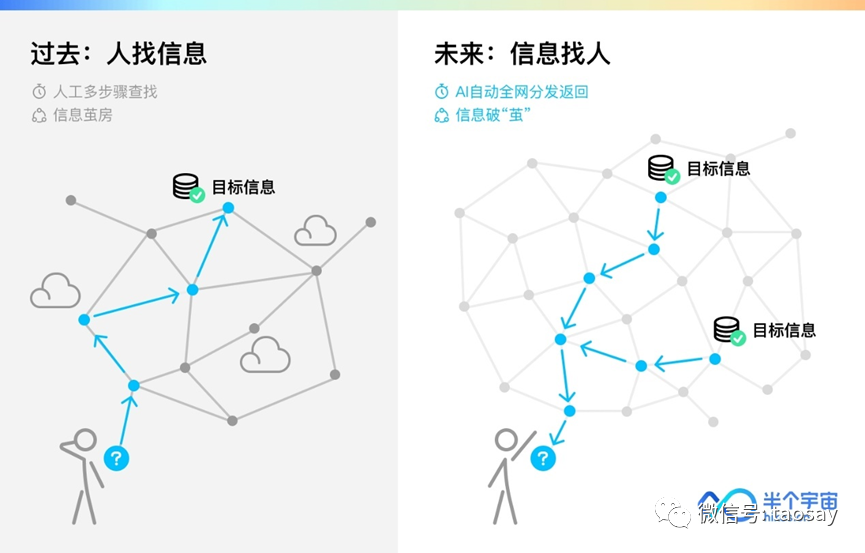 过去：人找信息
人工多步骤查找
信息茧房
目标信息
?
未来：信息找人
AI自动全网分发返回
信息破“茧”
目标信息
目标信息
?
半个宇宙
微信号: taosay